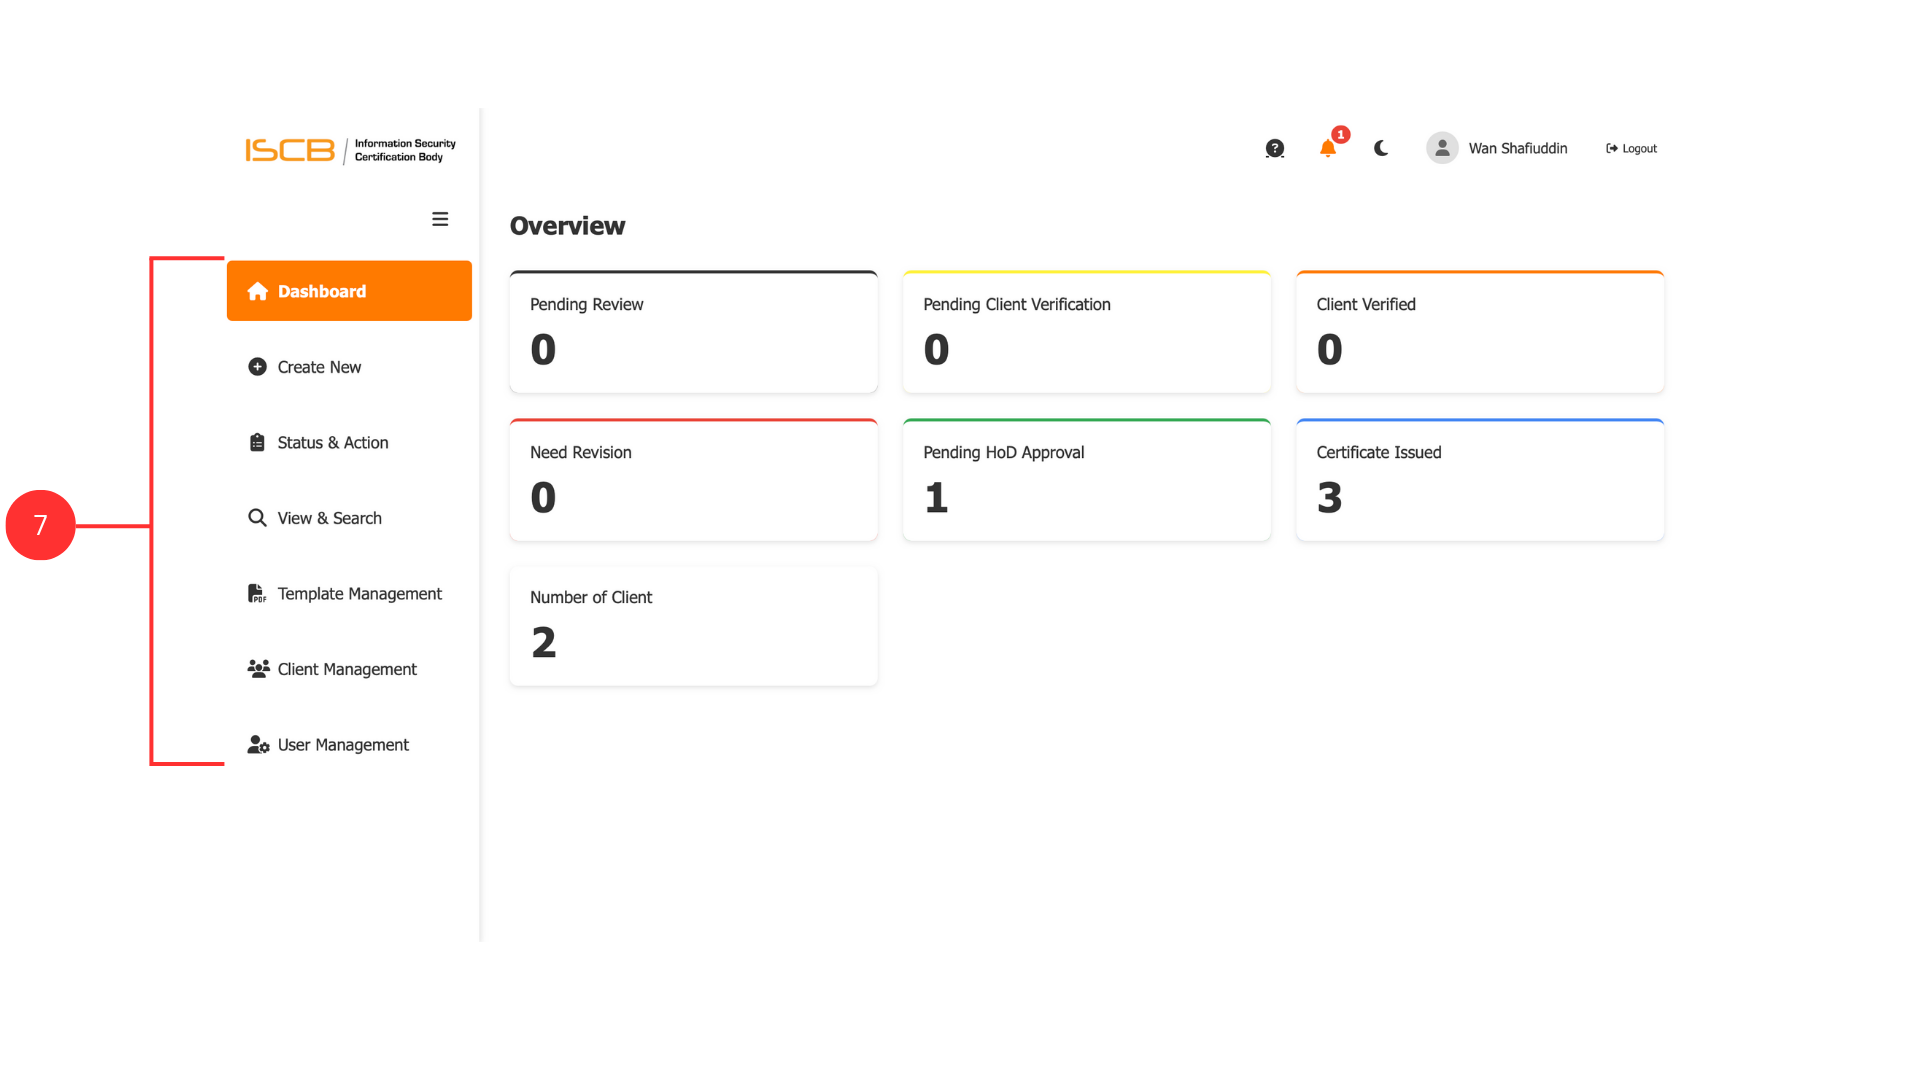 ISCB
Information Security
Certification Body
1
Wan Shafiuddin
Logout
Overview
7
Dashboard
Create New
Status & Action
View & Search
PDF
Template Management
Client Management
User Management
Pending Review
0
Pending Client Verification
0
Client Verified
0
Need Revision
0
Pending HoD Approval
1
Certificate Issued
3
Number of Client
2